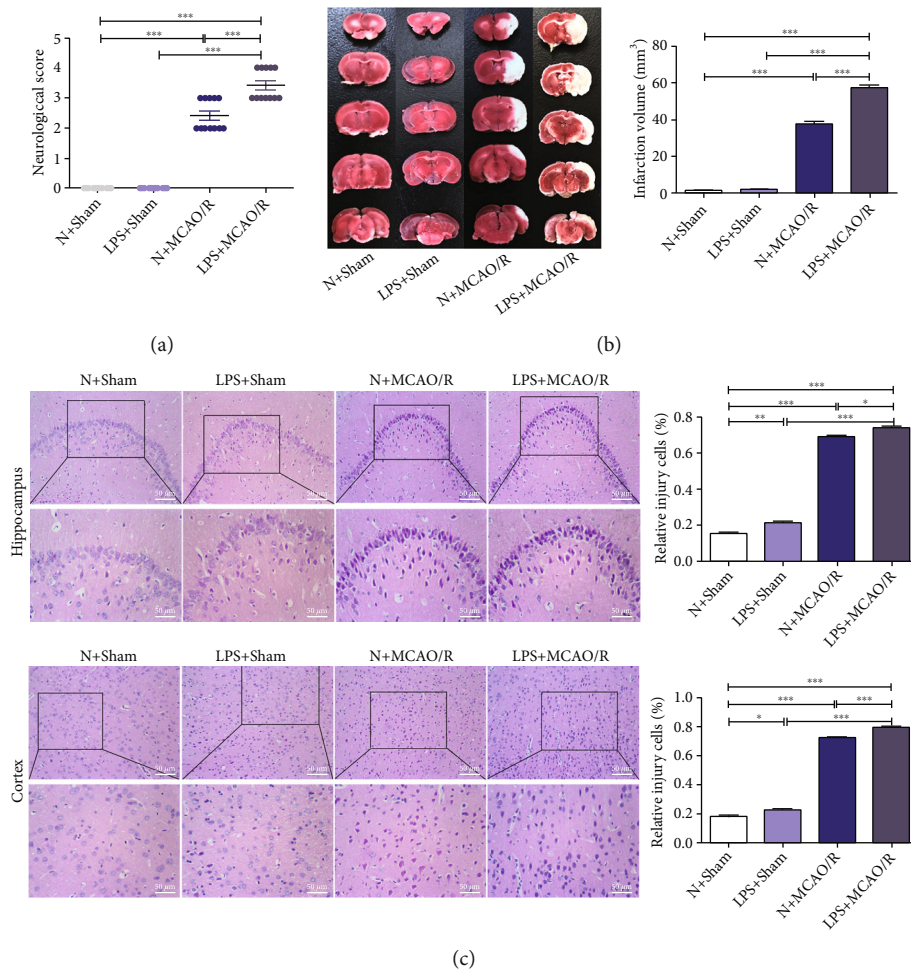 ***
***
***
***
Neurologiccal score
5
4
3
2
1
0
N+Sham
LPS+Sham
N+MCAO/R
LPS+MCAO/R
(a)
N+Sham
LPS+Sham
N+MCAO/R
LPS+MCAO/R
***
***
***
***
Infarction volume (mm³)
80
60
40
20
0
N+Sham
LPS+Sham
N+MCAO/R
LPS+MCAO/R
(b)
N+Sham LPS+Sham N+MCAO/R LPS+MCAO/R
Hippocampus
50 μm 50 μm 50 μm 50 μm
50 μm 50 μm 50 μm 50 μm
***
*** *
** ***
Relative injury cells (%)
0.8
0.6
0.4
0.2
0.0
N+Sham
LPS+Sham
N+MCAO/R
LPS+MCAO/R
N+Sham LPS+Sham N+MCAO/R LPS+MCAO/R
Cortex
50 μm 50 μm 50 μm 50 μm
50 μm 50 μm 50 μm 50 μm
***
*** ***
* ***
Relative injury cells (%)
1.0
0.8
0.6
0.4
0.2
0.0
N+Sham
LPS+Sham
N+MCAO/R
LPS+MCAO/R
(c)